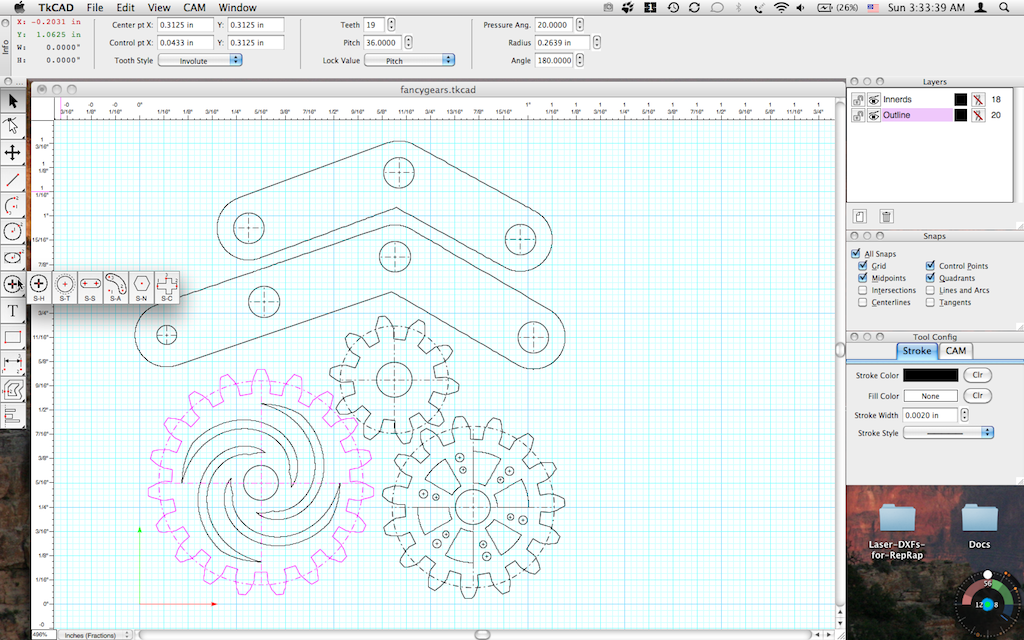 TkCAD File Edit View CAM Window (26%) Sun 3:33:39 AM
Info
X: -0.2031 in
Y: 1.0625 in
W: 0.0000"
H: 0.0000"
Center pt X: 0.3125 in Y: 0.3125 in
Control pt X: 0.0433 in Y: 0.3125 in
Tooth Style Involute
Teeth 19
Pitch 36.0000
Lock Value Pitch
Pressure Ang. 20.0000
Radius 0.2639 in
Angle 180.0000
fancygears.tkcad
S-H S-T S-S S-A S-N S-C
T
Layers
Innerds 18
Outline 20
Snaps
All Snaps
Grid Control Points
Midpoints Quadrants
Intersections Lines and Arcs
Centerlines Tangents
Tool Config
Stroke CAM
Stroke Color Clr
Fill Color None Clr
Stroke Width 0.0020 in
Stroke Style
Laser-DXFs-
for-RepRap
Docs
56
12 8
490% Inches (Fractions)